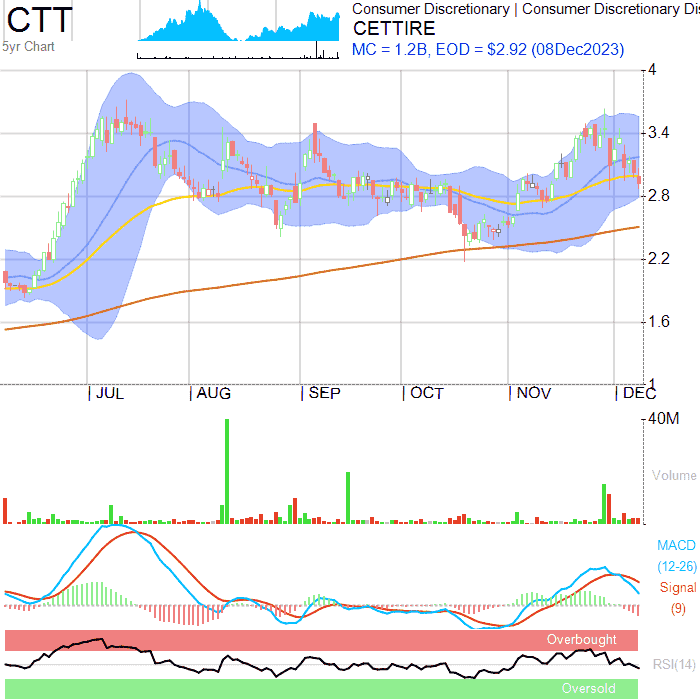 CTT
5yr Chart
Consumer Discretionary | Consumer Discretionary Dis
CETTIRE
MC = 1.2B, EOD = $2.92 (08Dec2023)
4
3.4
2.8
2.2
1.6
1
JUL AUG SEP OCT NOV DEC
40M
Volume
MACD
(12-26)
Signal
(9)
Overbought
RSI(14)
Oversold